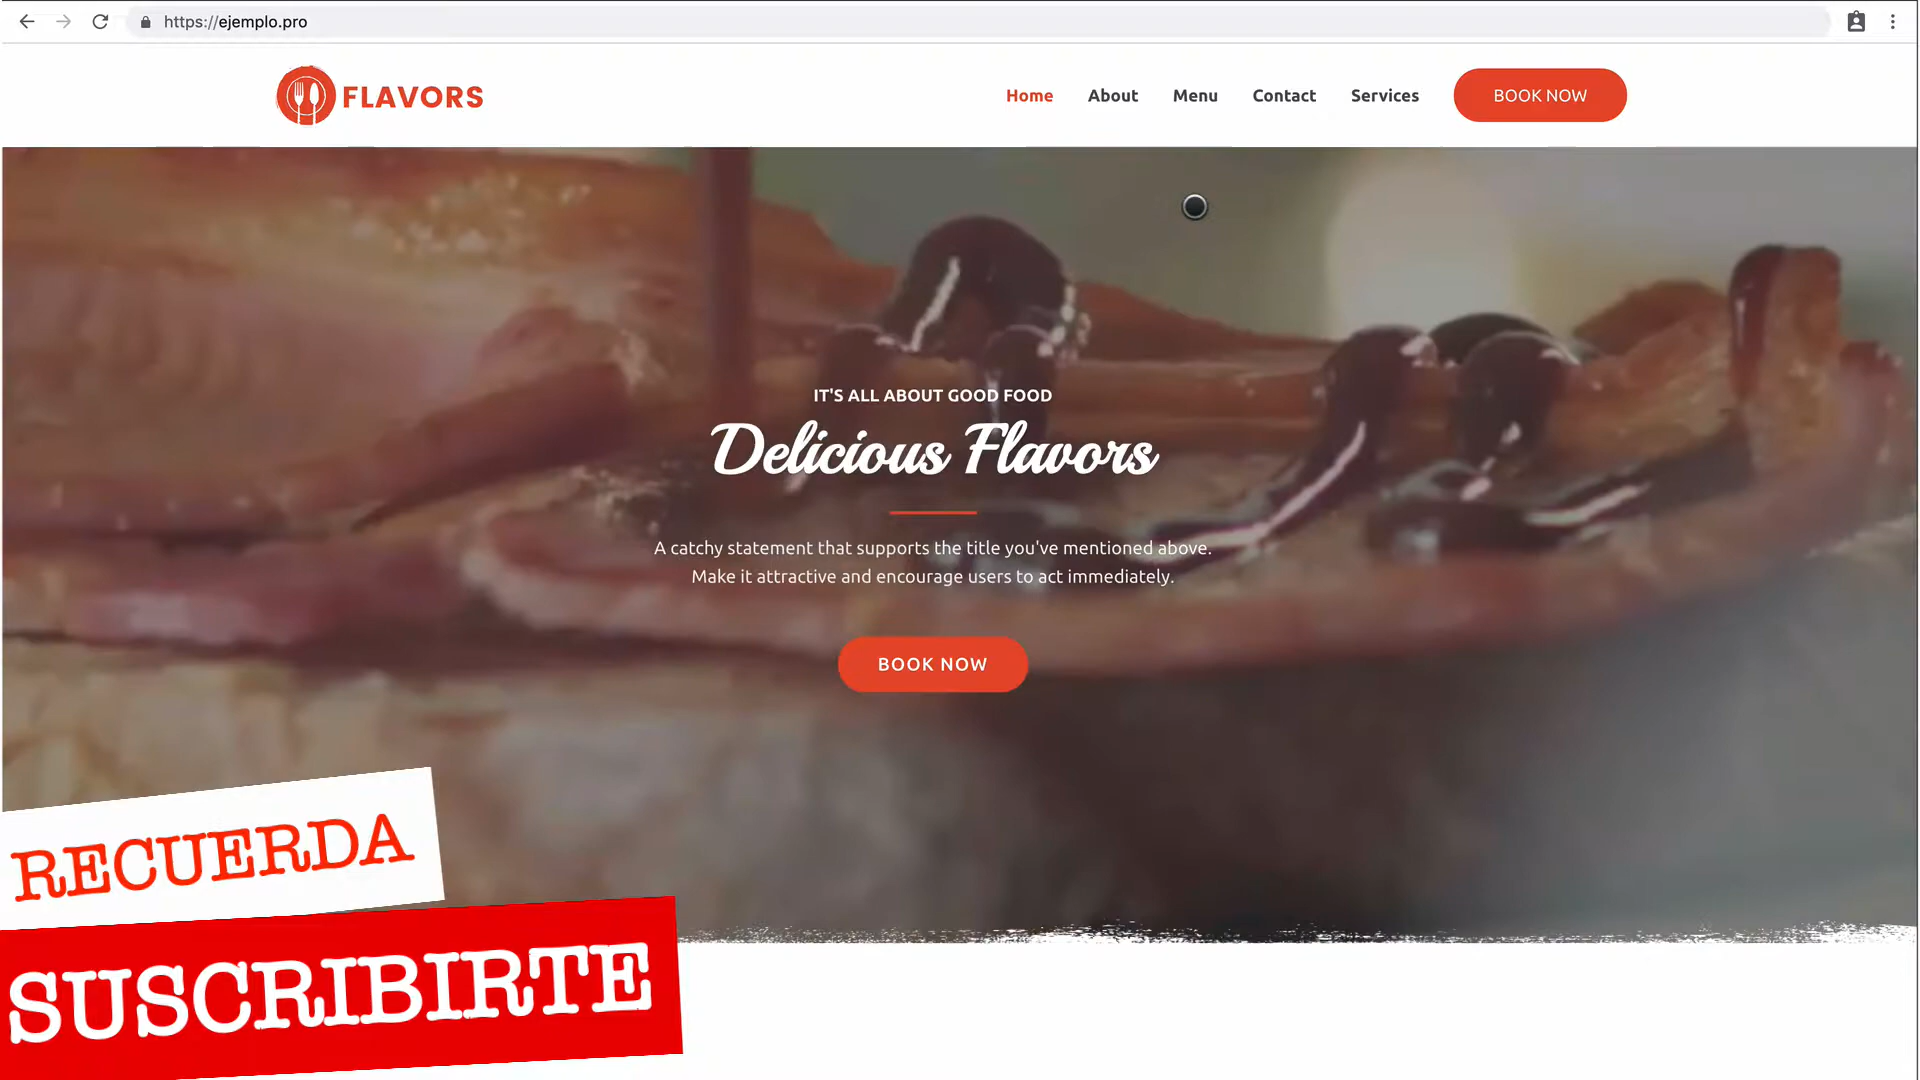 https://ejemplo.pro
FLAVORS
Home About Menu Contact Services BOOK NOW
IT'S ALL ABOUT GOOD FOOD
Delicious Flavors
A catchy statement that supports the title you've mentioned above.
Make it attractive and encourage users to act immediately.
BOOK NOW
RECUERDA
SUSCRIBIRTE